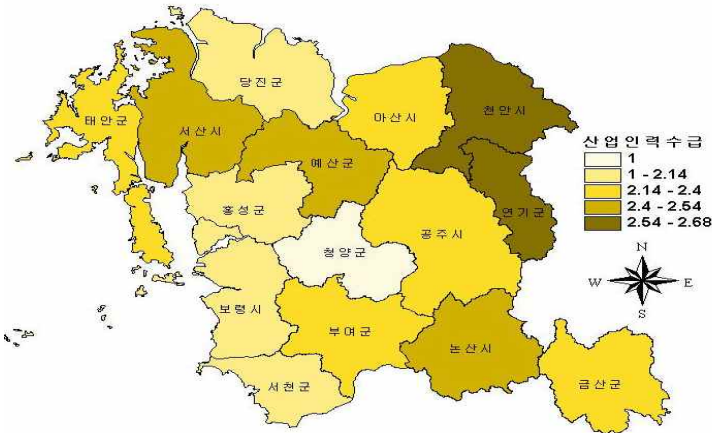 당진군
아산시
천안시
태안군
서산시
예산군
산업인력수급
1
1 - 2.14
2.14 - 2.4
2.4 - 2.54
2.54 - 2.68
홍성군
연기군
공주시
청양군
N
W E
S
보령시
부여군
논산시
서천군
금산군